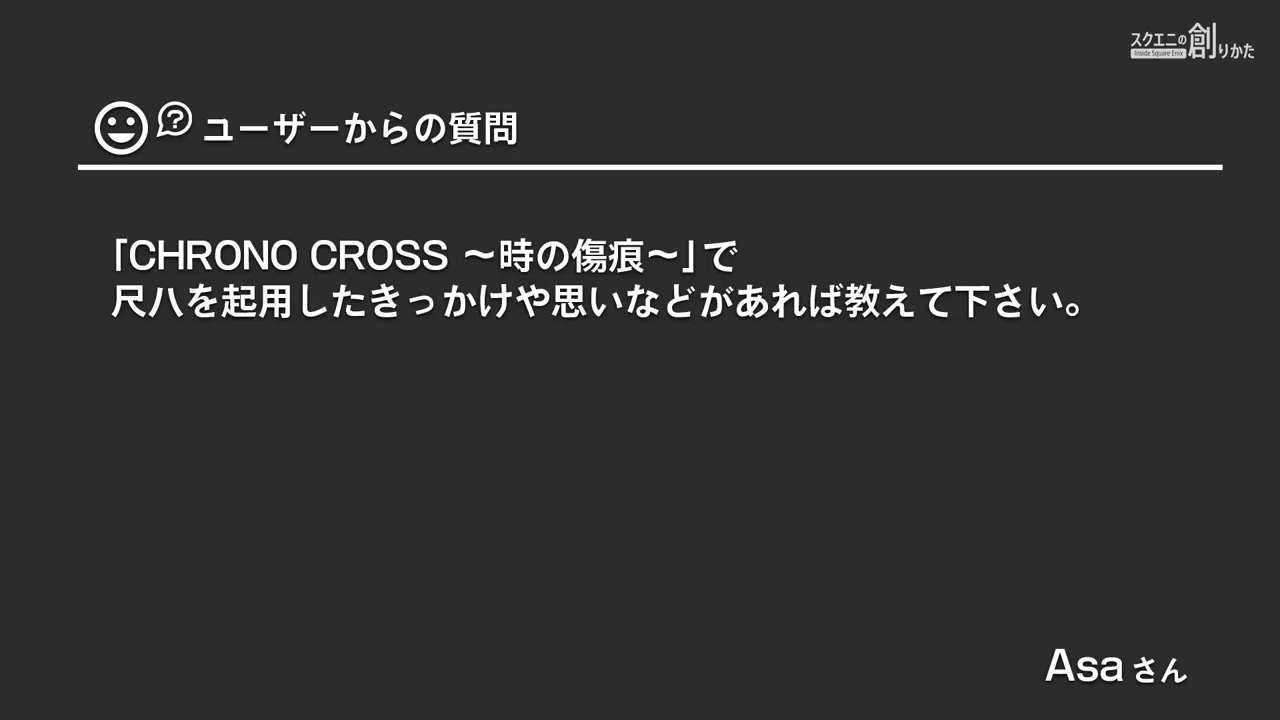 スクエニの創りかた
Inside Square Enix
ユーザーからの質問
「CHRONO CROSS ～時の傷痕～」で
尺八を起用したきっかけや思いなどがあれば教えて下さい。
Asa さん